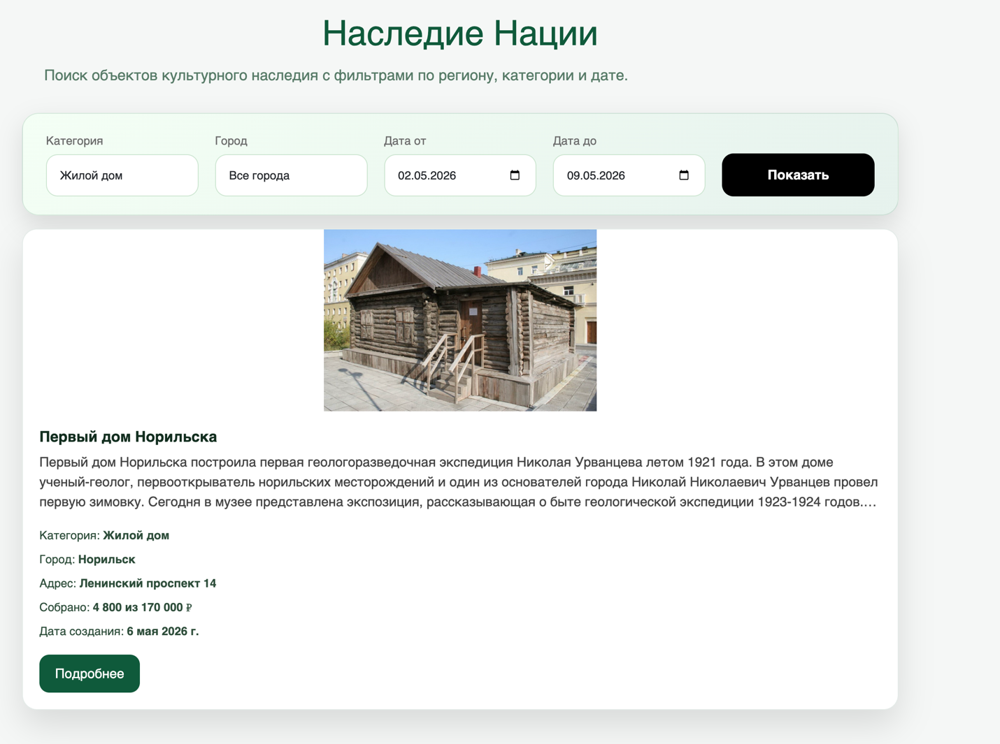 Наследие Нации
Поиск объектов культурного наследия с фильтрами по региону, категории и дате.
Категория
Город
Дата от
Дата до
Жилой дом
Все города
02.05.2026
09.05.2026
Показать
Первый дом Норильска
Первый дом Норильска построила первая геологоразведочная экспедиция Николая Урванцева летом 1921 года. В этом доме
ученый-геолог, первооткрыватель норильских месторождений и один из основателей города Николай Николаевич Урванцев провел
первую зимовку. Сегодня в музее представлена экспозиция, рассказывающая о быте геологической экспедиции 1923-1924 годов.…
Категория: Жилой дом
Город: Норильск
Адрес: Ленинский проспект 14
Собрано: 4 800 из 170 000 ₽
Дата создания: 6 мая 2026 г.
Подробнее